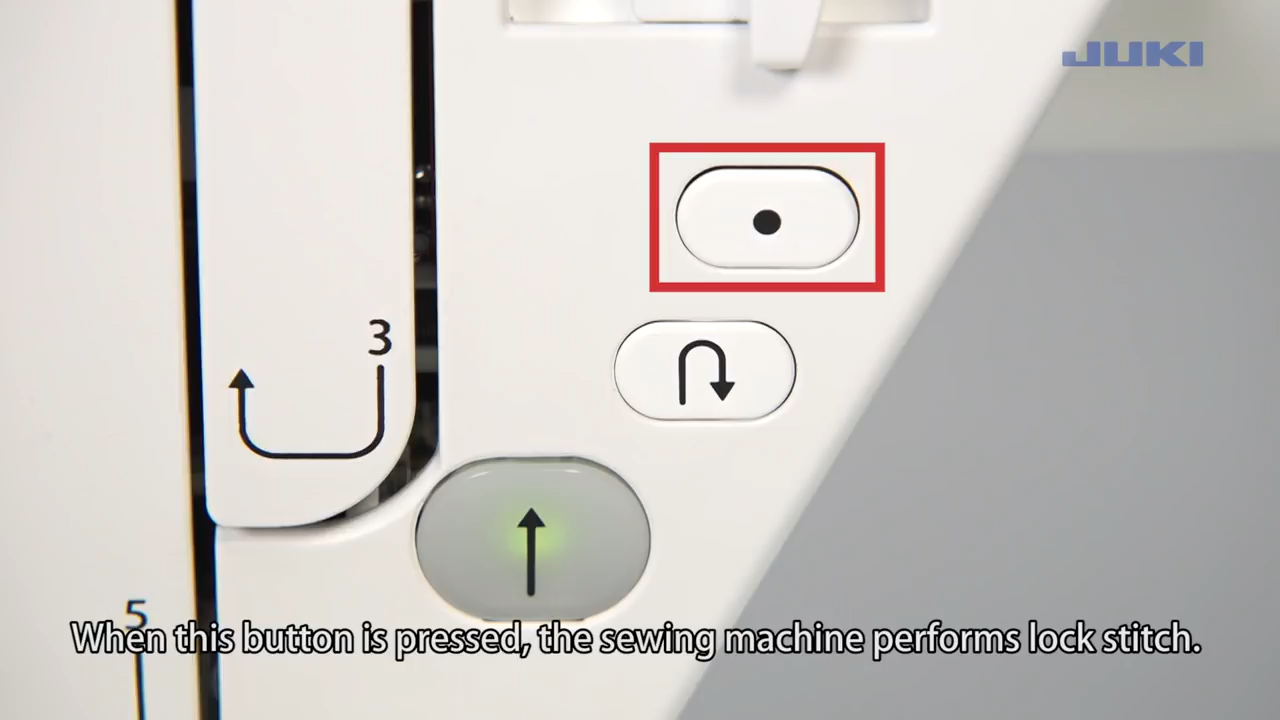 JUKI
3
5
When this button is pressed, the sewing machine performs lock stitch.